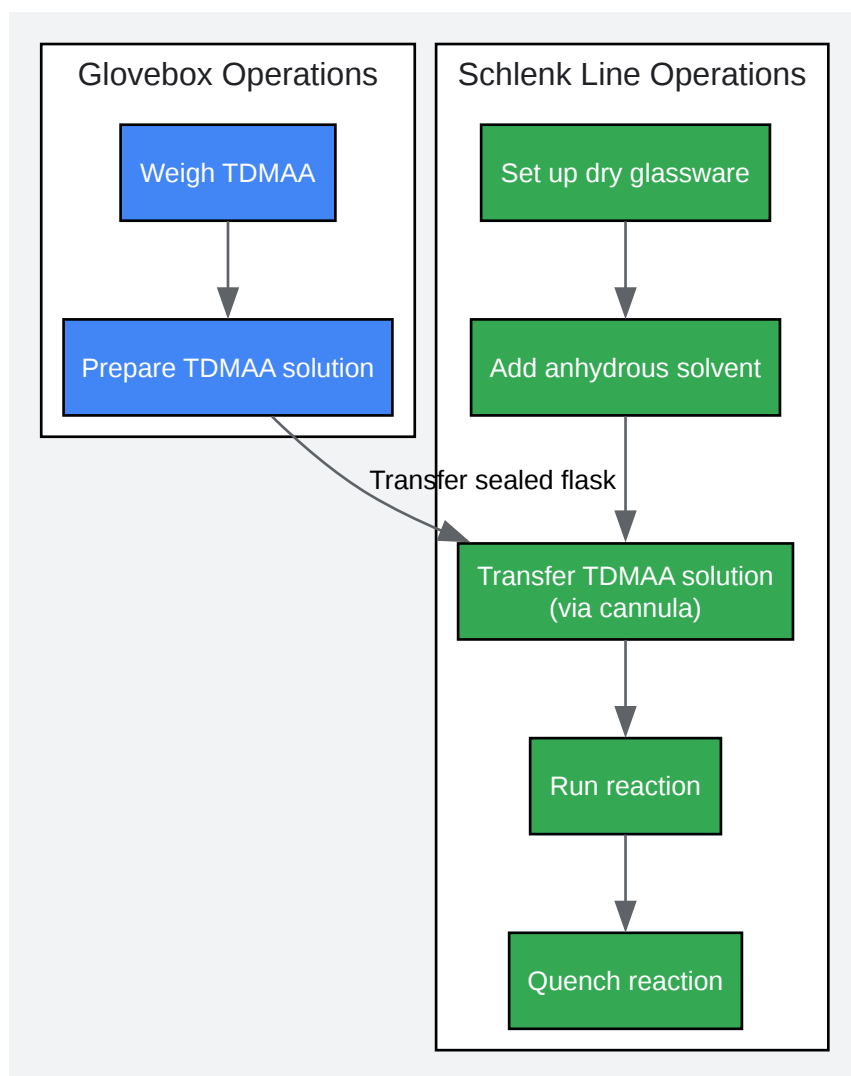 Glovebox Operations
Weigh TDMAA
Prepare TDMAA solution
Transfer sealed flask
Schlenk Line Operations
Set up dry glassware
Add anhydrous solvent
Transfer TDMAA solution
(via cannula)
Run reaction
Quench reaction